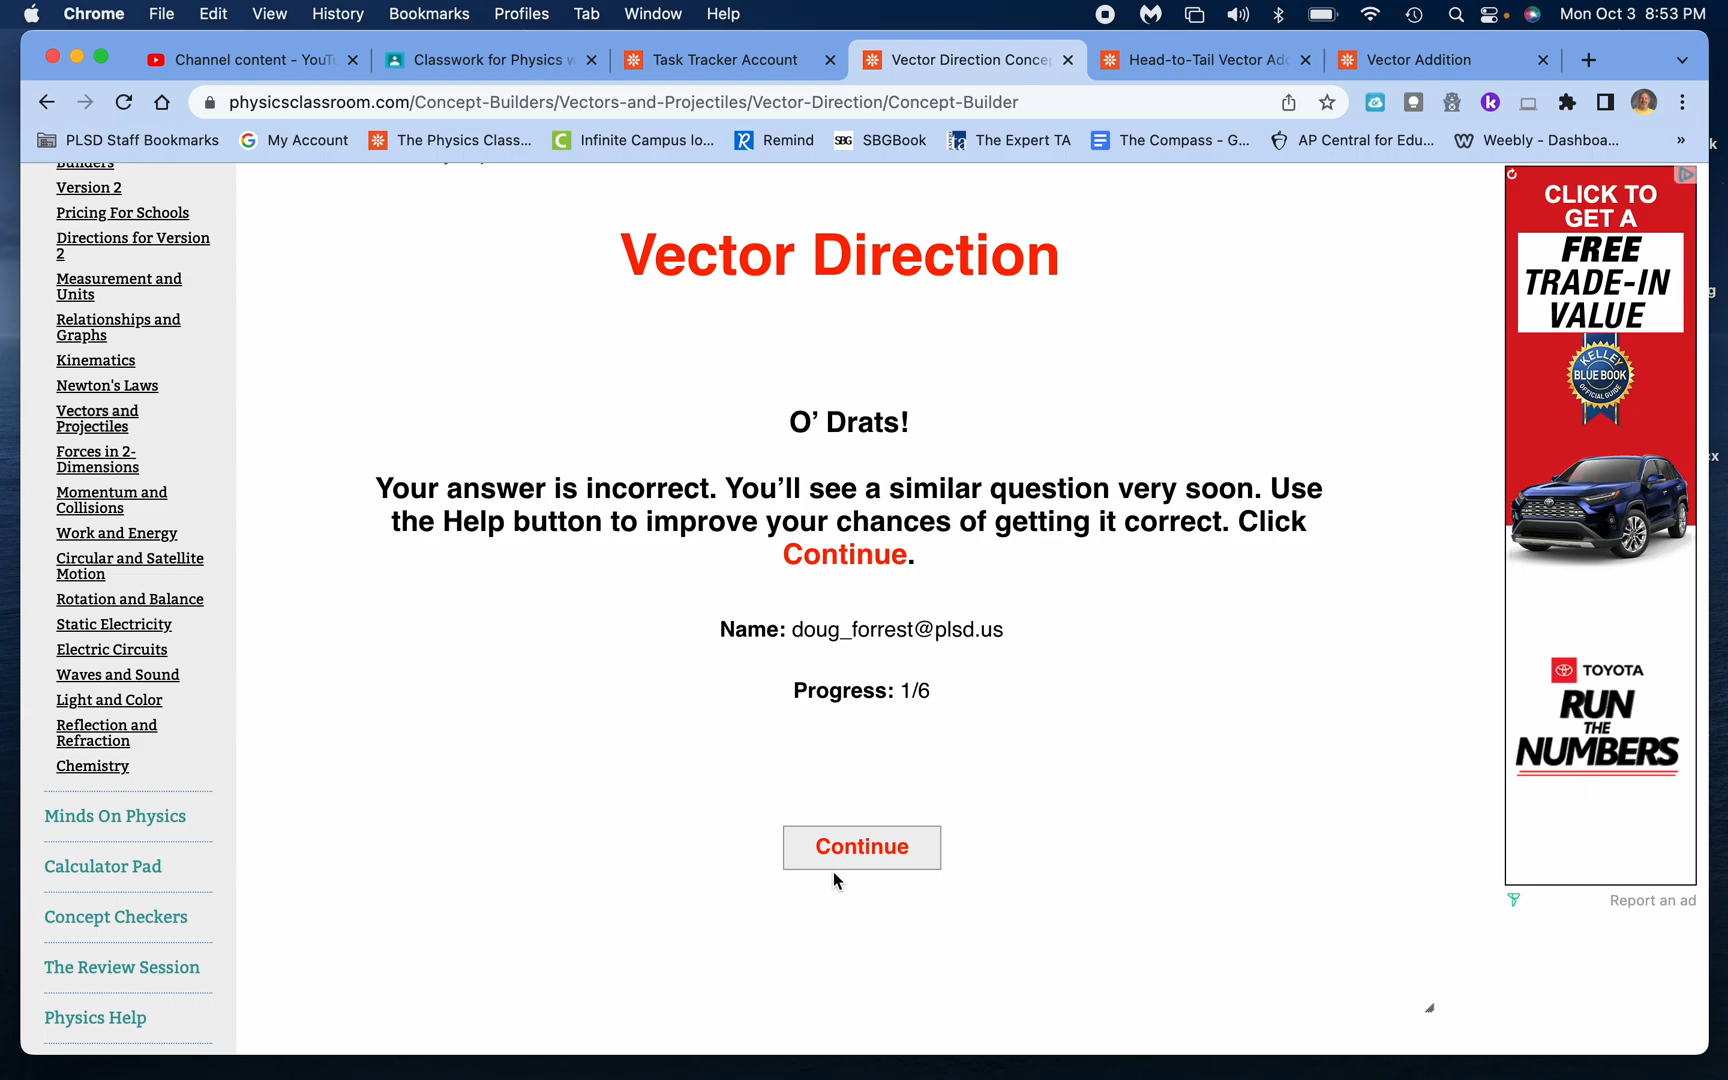 Chrome File Edit View History Bookmarks Profiles Tab Window Help Mon Oct 3 8:53 PM
Channel content - YouT Classwork for Physics Task Tracker Account Vector Direction Conce Head-to-Tail Vector Ad Vector Addition
physicsclassroom.com/Concept-Builders/Vectors-and-Projectiles/Vector-Direction/Concept-Builder
PLSD Staff Bookmarks My Account The Physics Class... Infinite Campus lo... Remind SBG SBGBook The Expert TA The Compass - G... AP Central for Edu... Weebly - Dashboa... »
Builders
Version 2
Pricing For Schools
Directions for Version
2
Measurement and
Units
Relationships and
Graphs
Kinematics
Newton's Laws
Vectors and
Projectiles
Forces in 2-
Dimensions
Momentum and
Collisions
Work and Energy
Circular and Satellite
Motion
Rotation and Balance
Static Electricity
Electric Circuits
Waves and Sound
Light and Color
Reflection and
Refraction
Chemistry
Minds On Physics
Calculator Pad
Concept Checkers
The Review Session
Physics Help
Vector Direction
O’ Drats!
Your answer is incorrect. You’ll see a similar question very soon. Use
the Help button to improve your chances of getting it correct. Click
Continue.
Name: doug_forrest@plsd.us
Progress: 1/6
Continue
CLICK TO
GET A
FREE
TRADE-IN
VALUE
KELLEY
BLUE BOOK
OFFICIAL GUIDE
TOYOTA
RUN
THE
NUMBERS
Report an ad